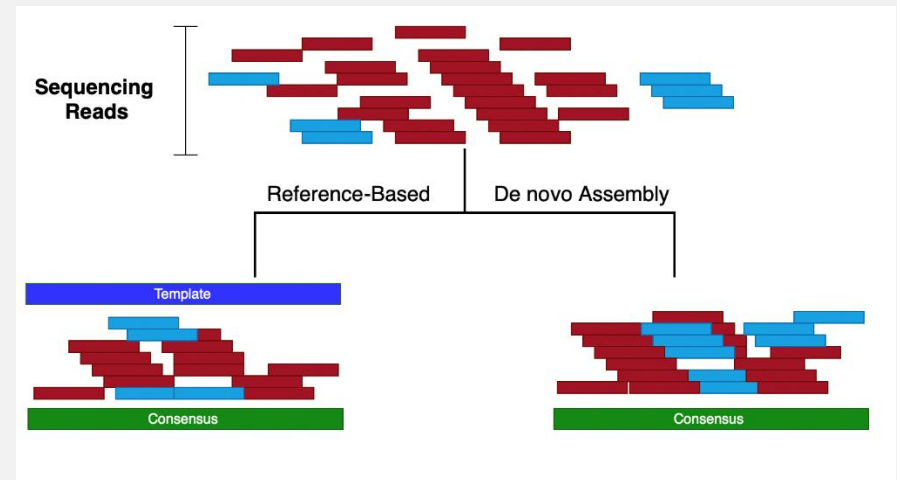 Sequencing
Reads
Reference-Based
De novo Assembly
Template
Consensus
Consensus